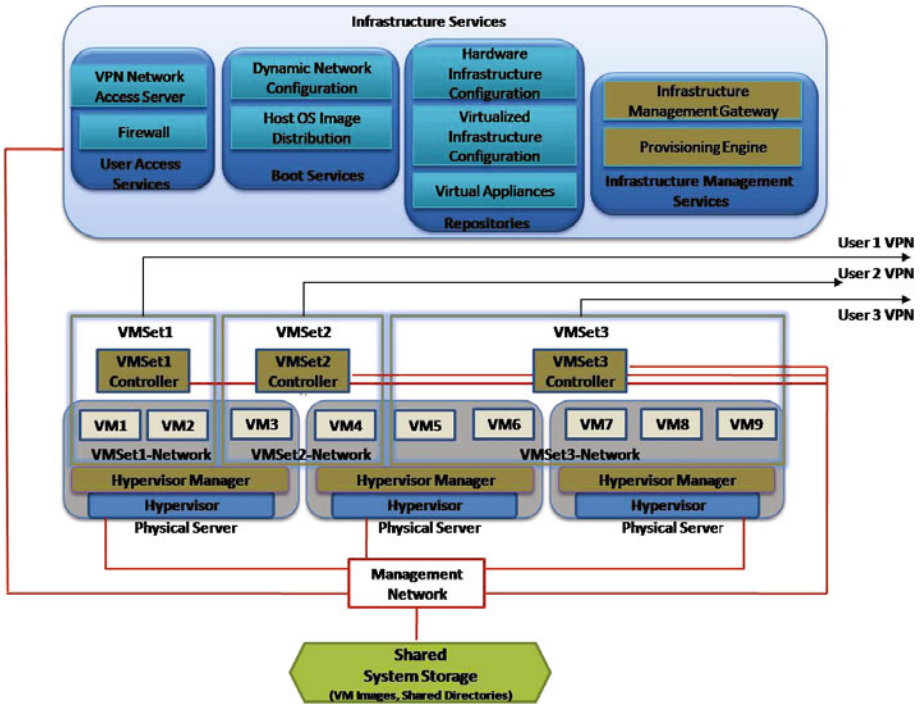 Infrastructure Services
VPN Network
Access Server
Firewall
User Access
Services
Dynamic Network
Configuration
Host OS Image
Distribution
Boot Services
Hardware
Infrastructure
Configuration
Virtualized
Infrastructure
Configuration
Virtual Appliances
Repositories
Infrastructure
Management Gateway
Provisioning Engine
Infrastructure Management
Services
User 1 VPN
User 2 VPN
User 3 VPN
VMSet1
VMSet2
VMSet3
VMSet1
Controller
VMSet2
Controller
VMSet3
Controller
VM1
VM2
VM3
VM4
VM5
VM6
VM7
VM8
VM9
VMSet1-Network
VMSet2-Network
VMSet3-Network
Hypervisor Manager
Hypervisor Manager
Hypervisor Manager
Hypervisor
Hypervisor
Hypervisor
Physical Server
Physical Server
Physical Server
Management
Network
Shared
System Storage
(VM Images, Shared Directories)